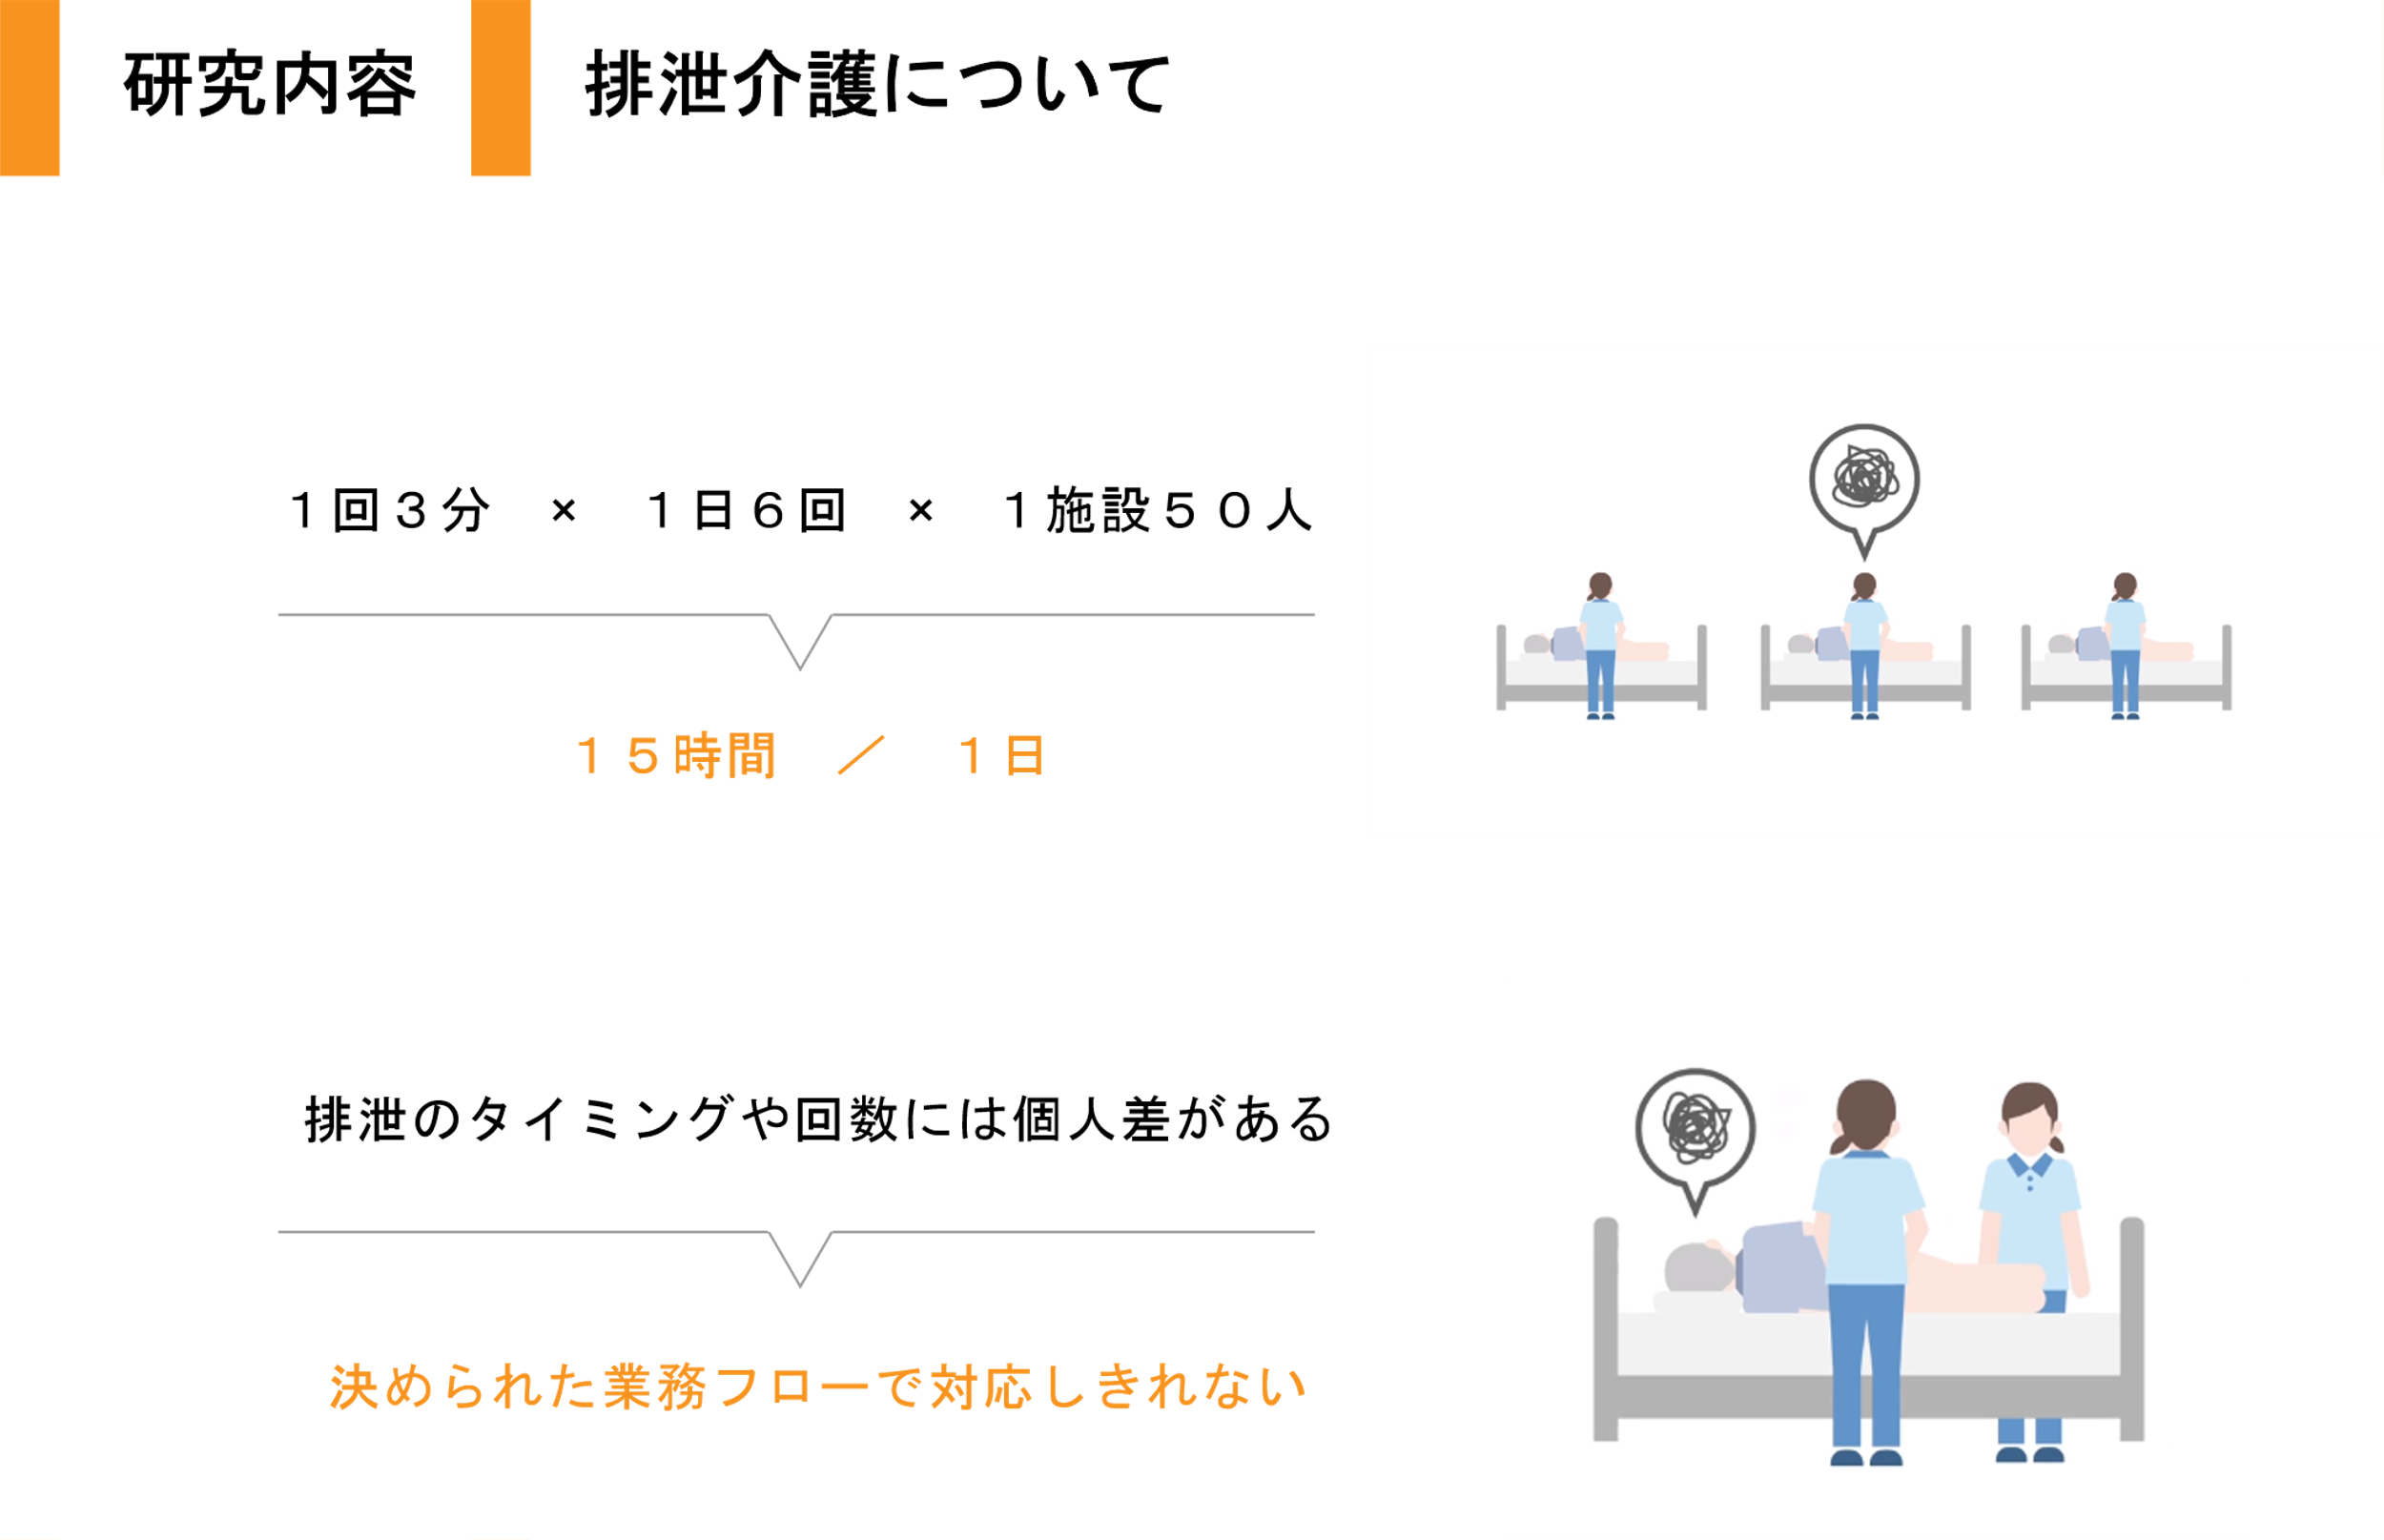 研究内容　排泄介護について
１回３分　×　１日６回　×　１施設５０人
１５時間　／　１日
排泄のタイミングや回数には個人差がある
決められた業務フローで対応しきれない